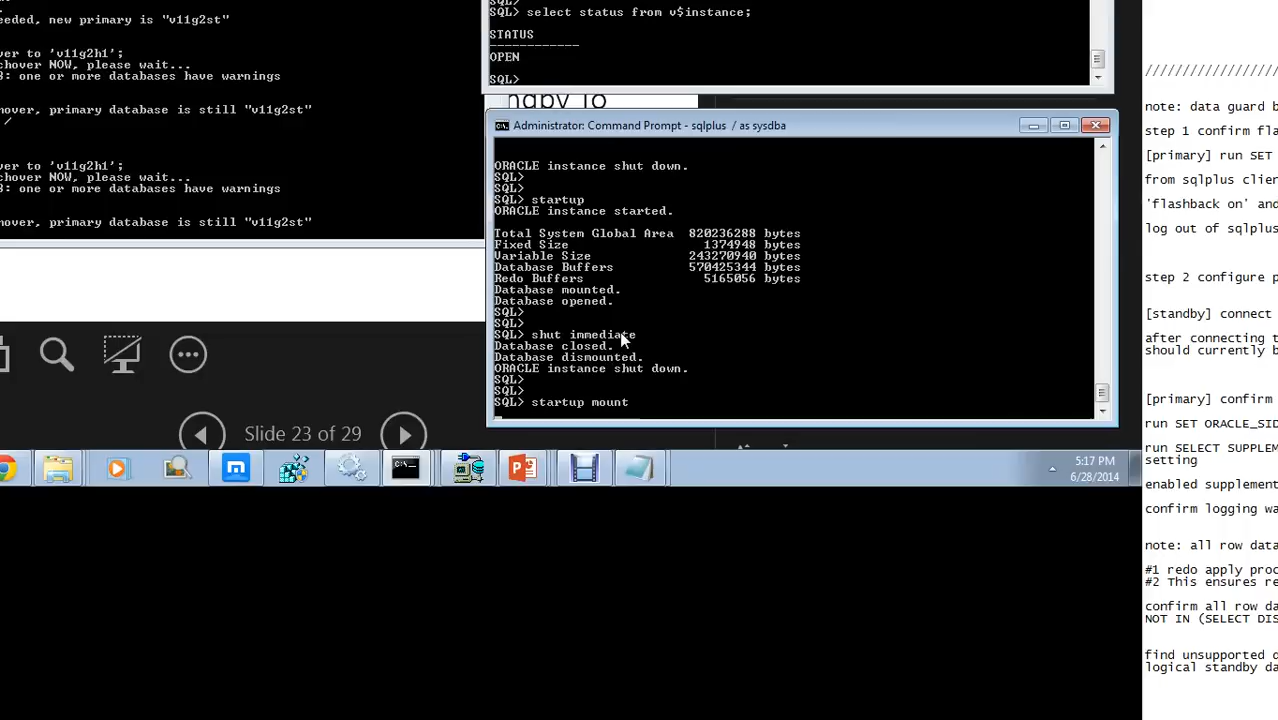 eeded, new primary is "v11g2st"
ver to 'v11g2h1';
chover NOW, please wait...
: one or more databases have warnings
hover, primary database is still "v11g2st"
/
ver to 'v11g2h1';
chover NOW, please wait...
: one or more databases have warnings
hover, primary database is still "v11g2st"
SQL> select status from v$instance;
STATUS
------------
OPEN
SQL>
ndby To
Administrator: Command Prompt - sqlplus / as sysdba
ORACLE instance shut down.
SQL>
SQL>
SQL> startup
ORACLE instance started.
Total System Global Area 820236288 bytes
Fixed Size 1374948 bytes
Variable Size 243270940 bytes
Database Buffers 570425344 bytes
Redo Buffers 5165056 bytes
Database mounted.
Database opened.
SQL>
SQL>
SQL> shut immediate
Database closed.
Database dismounted.
ORACLE instance shut down.
SQL>
SQL>
SQL> startup mount
Slide 23 of 29
5:17 PM
6/28/2014
//////////////////
note: data guard b
step 1 confirm fla
[primary] run SET
from sqlplus clien
'flashback on' and
log out of sqlplus
step 2 configure p
[standby] connect
after connecting t
should currently b
[primary] confirm
run SET ORACLE_SID
run SELECT SUPPLEM
setting
enabled supplement
confirm logging wa
note: all row data
#1 redo apply proc
#2 This ensures re
confirm all row da
NOT IN (SELECT DIS
find unsupported d
logical standby da